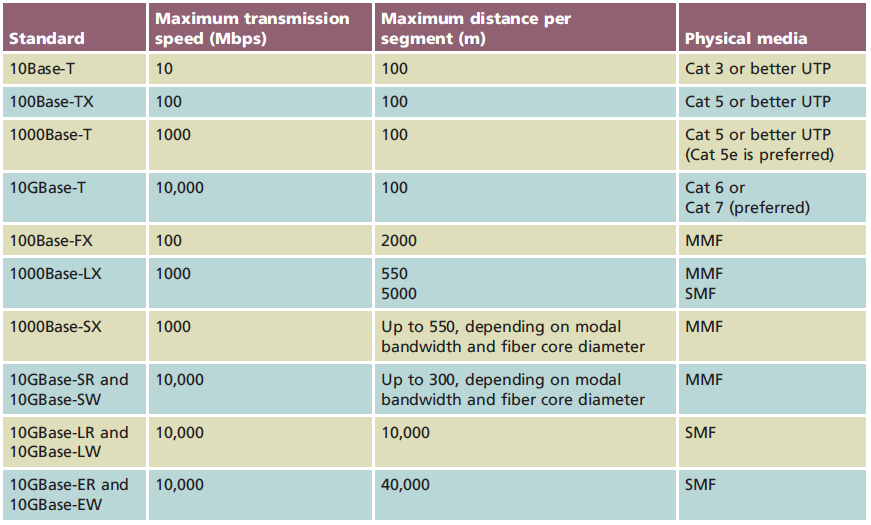 Standard
Maximum transmission
speed (Mbps)
Maximum distance per
segment (m)
Physical media
10Base-T
10
100
Cat 3 or better UTP
100Base-TX
100
100
Cat 5 or better UTP
1000Base-T
1000
100
Cat 5 or better UTP
(Cat 5e is preferred)
10GBase-T
10,000
100
Cat 6 or
Cat 7 (preferred)
100Base-FX
100
2000
MMF
1000Base-LX
1000
550
5000
MMF
SMF
1000Base-SX
1000
Up to 550, depending on modal
bandwidth and fiber core diameter
MMF
10GBase-SR and
10GBase-SW
10,000
Up to 300, depending on modal
bandwidth and fiber core diameter
MMF
10GBase-LR and
10GBase-LW
10,000
10,000
SMF
10GBase-ER and
10GBase-EW
10,000
40,000
SMF